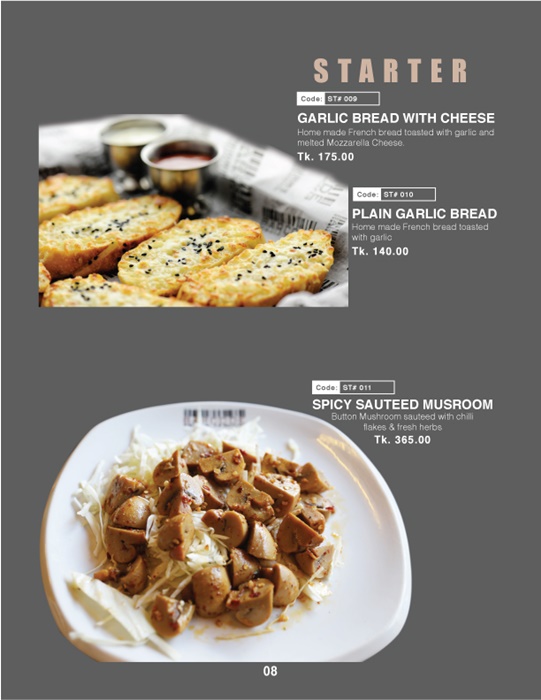 STARTER
Code: ST# 009
GARLIC BREAD WITH CHEESE
Home made French bread toasted with garlic and
melted Mozzarella Cheese.
Tk. 175.00
Code: ST# 010
PLAIN GARLIC BREAD
Home made French bread toasted
with garlic
Tk. 140.00
Code: ST# 011
SPICY SAUTEED MUSROOM
Button Mushroom sauteed with chilli
flakes & fresh herbs
Tk. 365.00
08